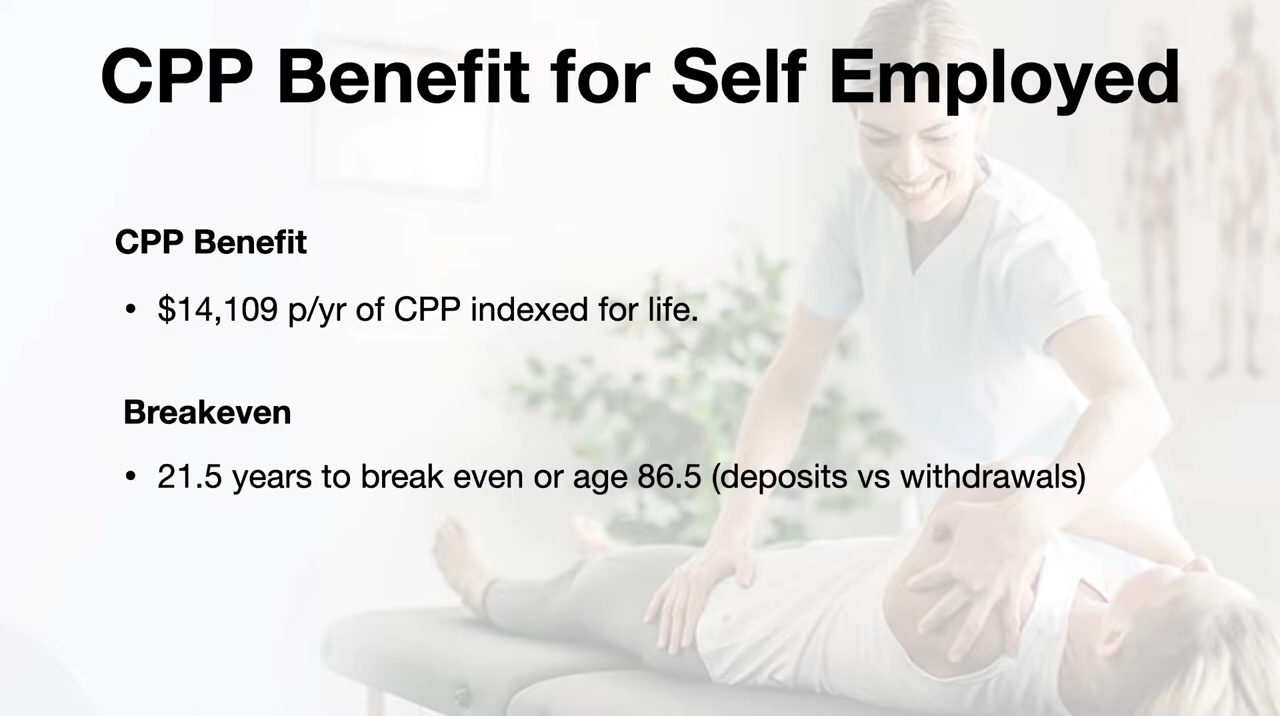 CPP Benefit for Self Employed
CPP Benefit
• $14,109 p/yr of CPP indexed for life.
Breakeven
• 21.5 years to break even or age 86.5 (deposits vs withdrawals)